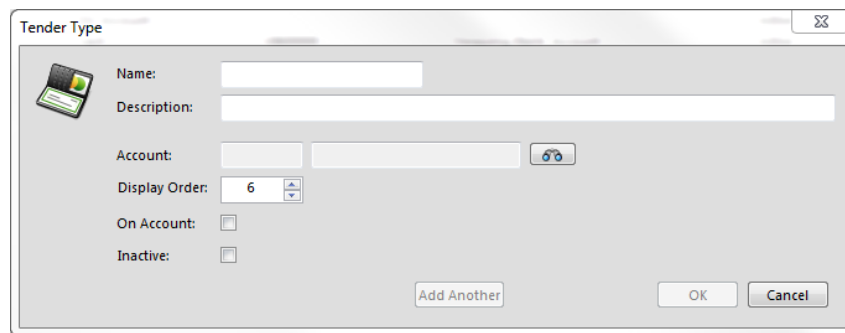 Tender Type
Name:
Description:
Account:
Display Order: 6
On Account:
Inactive:
Add Another OK Cancel